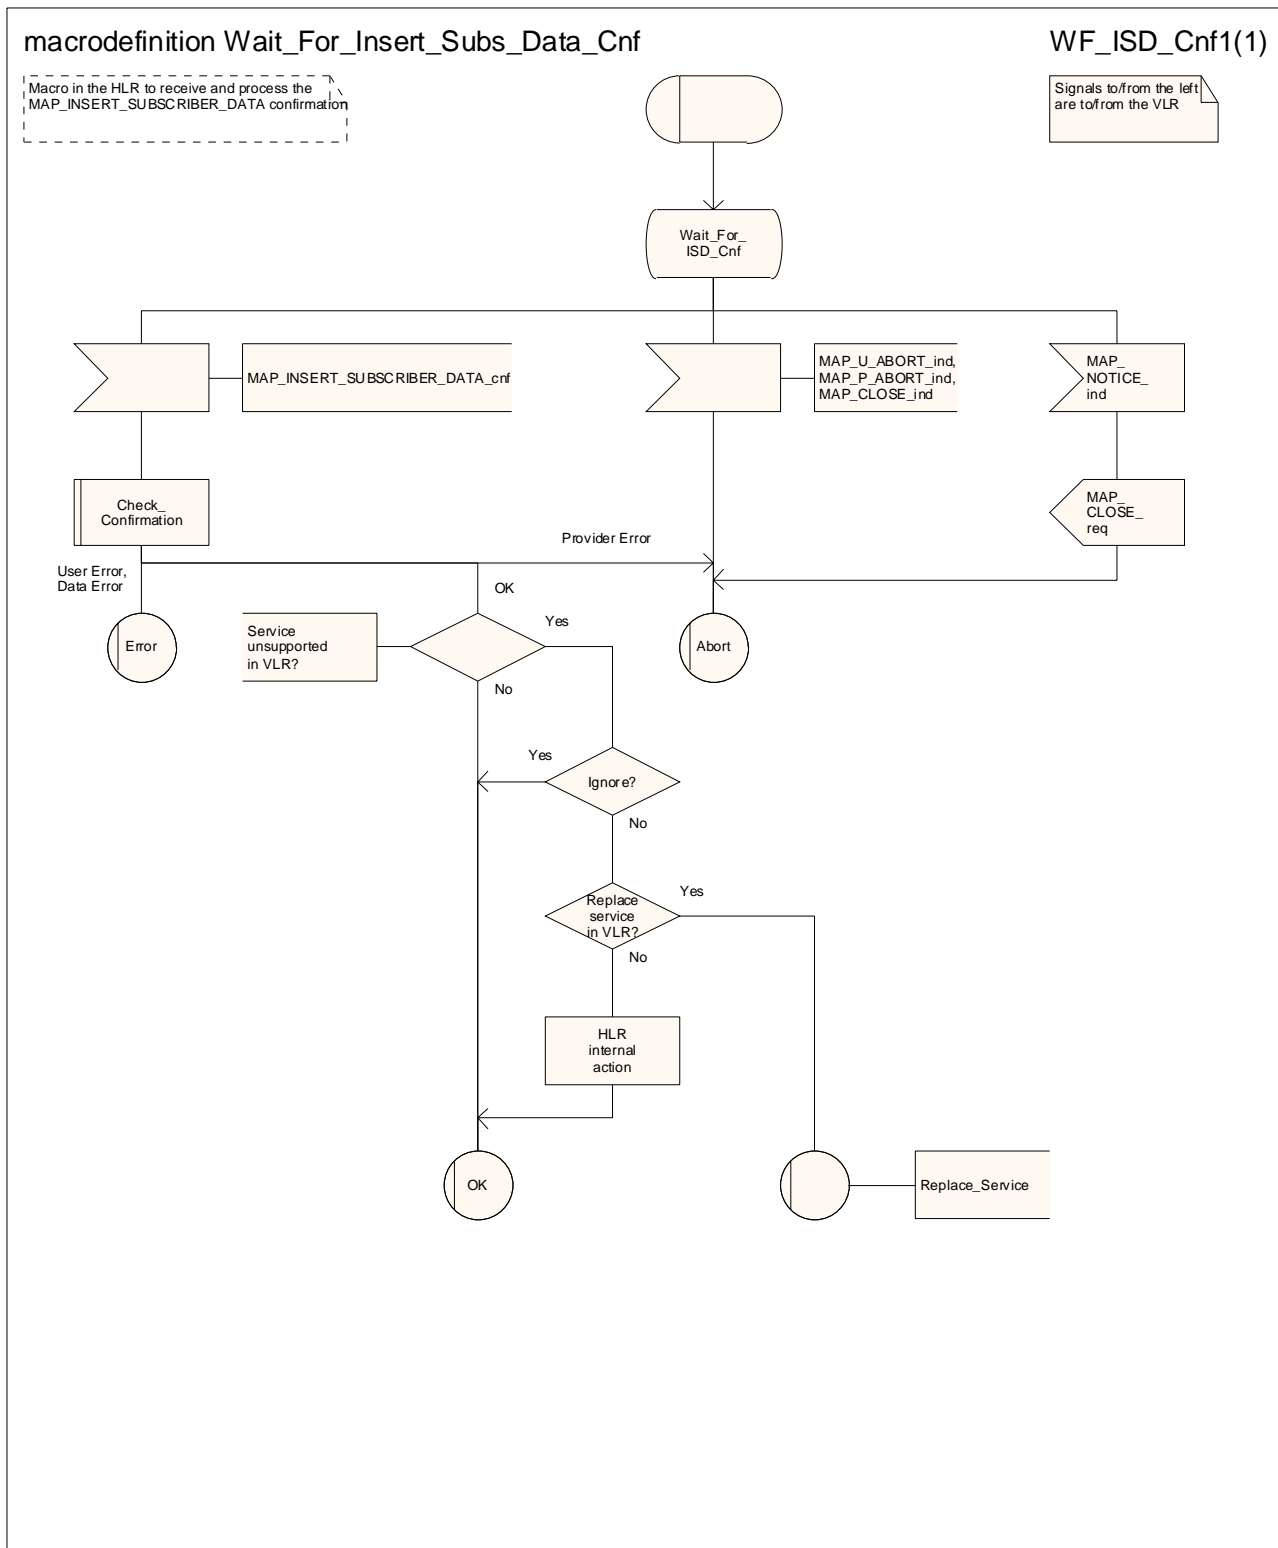 macrodefinition Wait_For_Insert_Subs_Data_Cnf
WF_ISD_Cnf1(1)
Macro in the HLR to receive and process the
MAP_INSERT_SUBSCRIBER_DATA confirmation
Signals to/from the left
are to/from the VLR
Wait_For_
ISD_Cnf
MAP_INSERT_SUBSCRIBER_DATA_cnf
MAP_U_ABORT_ind,
MAP_P_ABORT_ind,
MAP_CLOSE_ind
MAP_
NOTICE_
ind
Check_
Confirmation
MAP_
CLOSE_
req
Provider Error
User Error,
Data Error
OK
Error
Service
unsupported
in VLR?
Yes
No
Abort
Yes
Ignore?
No
Replace
service
in VLR?
Yes
No
HLR
internal
action
OK
Replace_Service